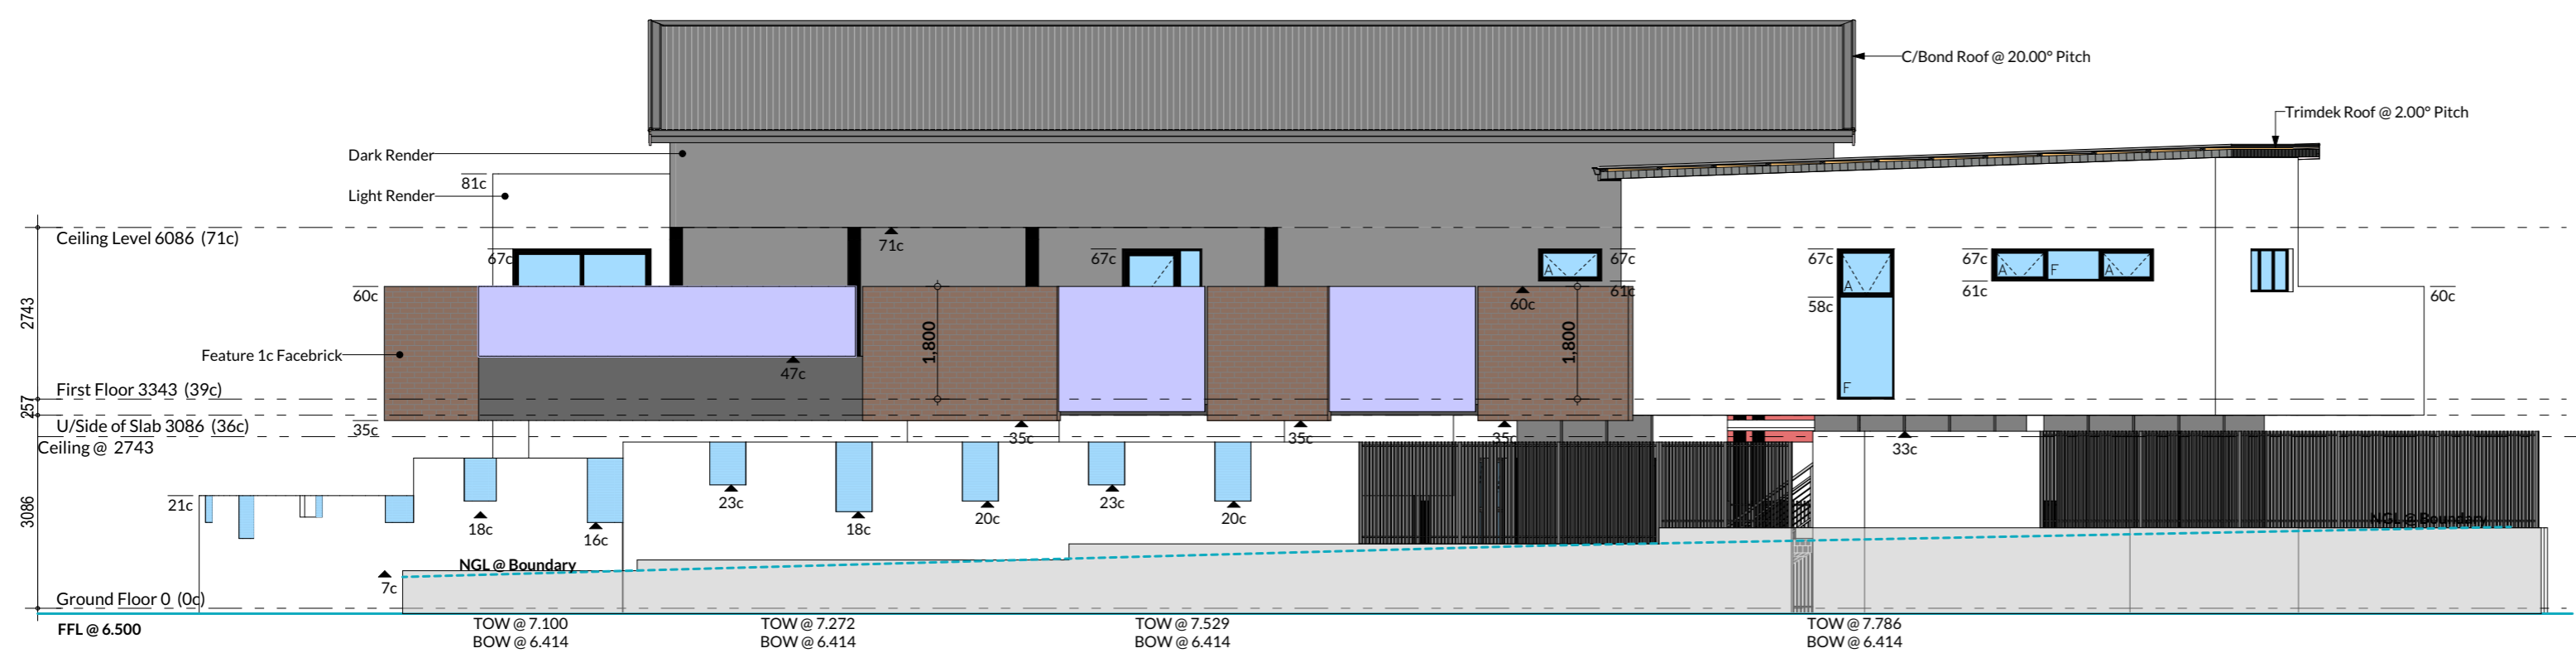 C/Bond Roof @ 20.00° Pitch
Trimdek Roof @ 2.00° Pitch
Dark Render
81c
Light Render
Ceiling Level 6086 (71c)
71c
67c
67c
67c
67c
67c
A
A
A
F
A
60c
61c
58c
61c
60c
60c
2743
1,800
1,800
Feature 1c Facebrick
47c
F
First Floor 3343 (39c)
257
U/Side of Slab 3086 (36c)
35c
35c
35c
35c
Ceiling @ 2743
33c
21c
3086
18c
16c
23c
18c
20c
23c
20c
NGL @ Boundary
NGL @ Boundary
7c
Ground Floor 0 (0c)
FFL @ 6.500
TOW @ 7.100
BOW @ 6.414
TOW @ 7.272
BOW @ 6.414
TOW @ 7.529
BOW @ 6.414
TOW @ 7.786
BOW @ 6.414